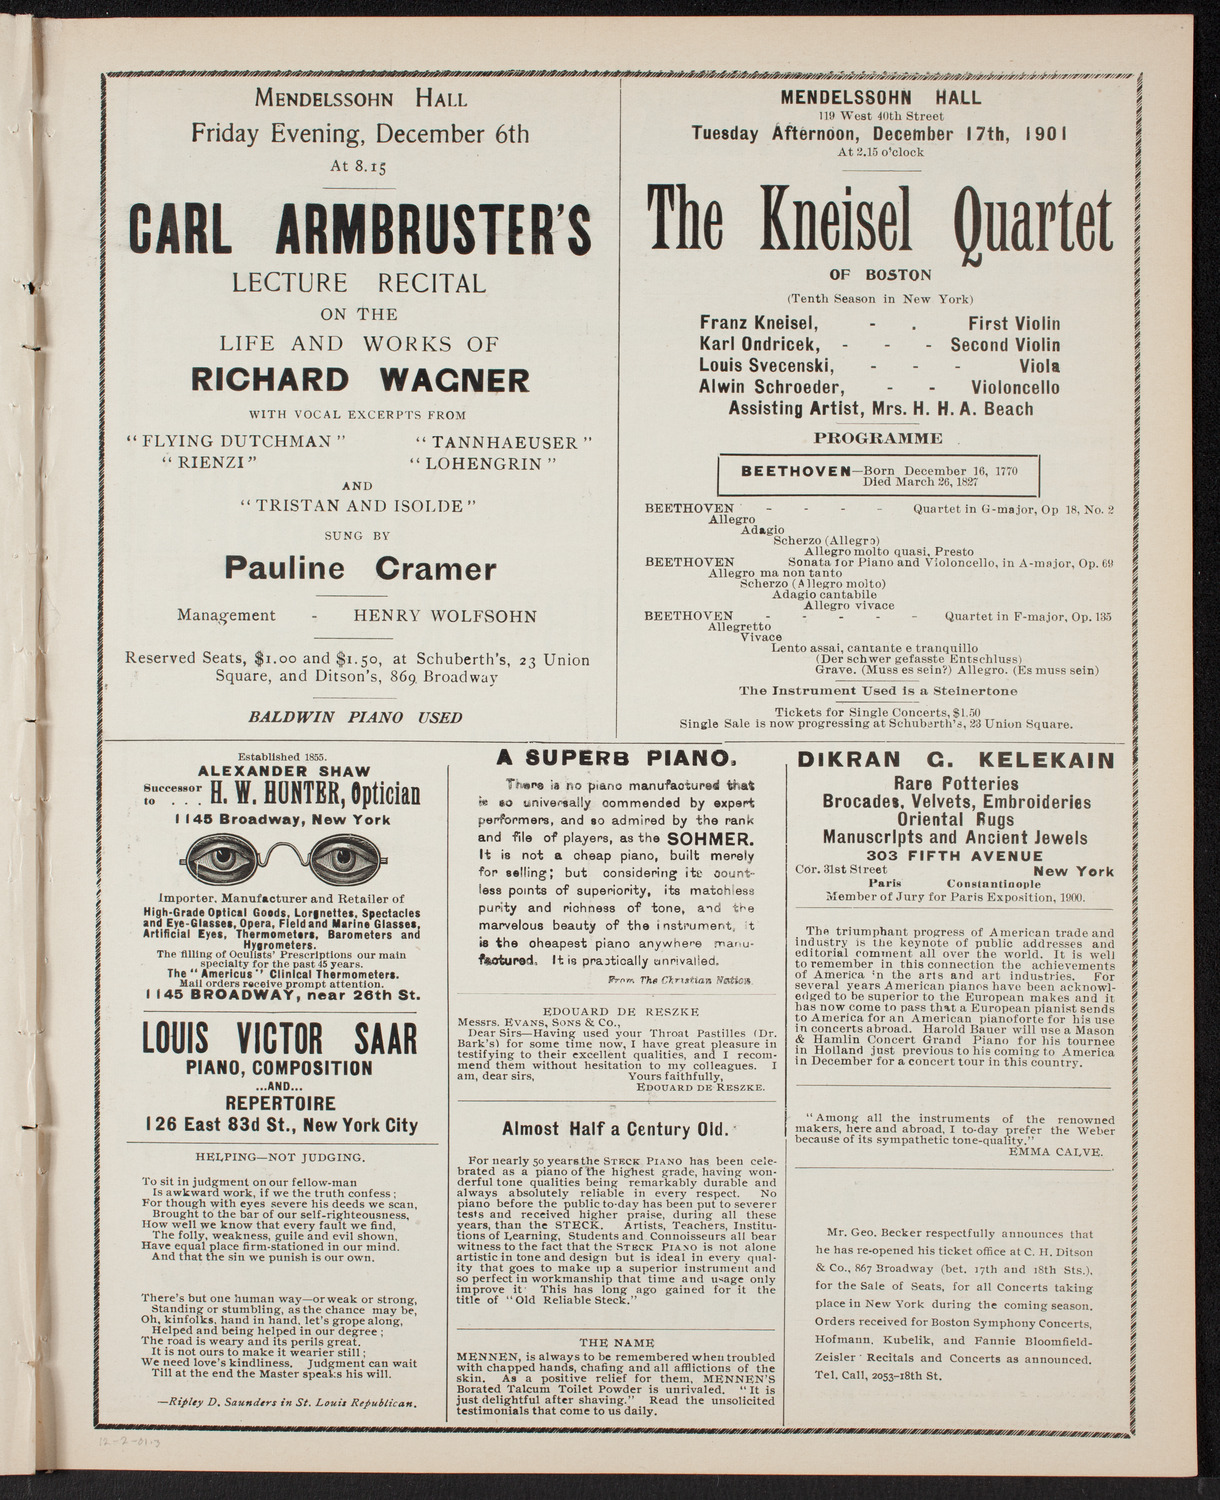 MENDELSSOHN HALL
Friday Evening, December 6th
At 8.15
CARL ARMBRUSTER'S
LECTURE RECITAL
ON THE
LIFE AND WORKS OF
RICHARD WAGNER
WITH VOCAL EXCERPTS FROM
"FLYING DUTCHMAN" "TANNHAEUSER"
"RIENZI" "LOHENGRIN"
AND
"TRISTAN AND ISOLDE"
SUNG BY
Pauline Cramer
Management - HENRY WOLFSOHN
Reserved Seats, $1.00 and $1.50, at Schuberth's, 23 Union
Square, and Ditson's, 869 Broadway
BALDWIN PIANO USED
MENDELSSOHN HALL
119 West 40th Street
Tuesday Afternoon, December 17th, 1901
At 2.15 o'clock
The Kneisel Quartet
OF BOSTON
(Tenth Season in New York)
Franz Kneisel, - . First Violin
Karl Ondricek, - - - Second Violin
Louis Svecenski, - - - Viola
Alwin Schroeder, - - Violoncello
Assisting Artist, Mrs. H. H. A. Beach
PROGRAMME
BEETHOVEN—Born December 16, 1770
Died March 26, 1827
BEETHOVEN - - - - Quartet in G-major, Op 18, No. 2
Allegro
Adagio
Scherzo (Allegro)
Allegro molto quasi, Presto
BEETHOVEN Sonata for Piano and Violoncello, in A-major, Op. 69
Allegro ma non tanto
Scherzo (Allegro molto)
Adagio cantabile
Allegro vivace
BEETHOVEN - - - - - Quartet in F-major, Op. 135
Allegretto
Vivace
Lento assai, cantante e tranquillo
(Der schwer gefasste Entschluss)
Grave. (Muss es sein?) Allegro. (Es muss sein)
The Instrument Used is a Steinertone
Tickets for Single Concerts, $1.50
Single Sale is now progressing at Schuberth's, 23 Union Square.
Established 1855.
ALEXANDER SHAW
Successor to . . . H. W. HUNTER, Optician
1145 Broadway, New York
Importer, Manufacturer and Retailer of
High-Grade Optical Goods, Lorgnettes, Spectacles
and Eye-Glasses, Opera, Field and Marine Glasses,
Artificial Eyes, Thermometers, Barometers and
Hygrometers.
The filling of Oculists' Prescriptions our main
specialty for the past 45 years.
The "Americus" Clinical Thermometers.
Mail orders receive prompt attention.
1145 BROADWAY, near 26th St.
LOUIS VICTOR SAAR
PIANO, COMPOSITION
...AND...
REPERTOIRE
126 East 83d St., New York City
HELPING—NOT JUDGING.
To sit in judgment on our fellow-man
Is awkward work, if we the truth confess;
For though with eyes severe his deeds we scan,
Brought to the bar of our self-righteousness,
How well we know that every fault we find,
The folly, weakness, guile and evil shown,
Have equal place firm-stationed in our mind.
And that the sin we punish is our own.
There's but one human way—or weak or strong,
Standing or stumbling, as the chance may be,
Oh, kinfolks, hand in hand, let's grope along,
Helped and being helped in our degree;
The road is weary and its perils great.
It is not ours to make it wearier still;
We need love's kindliness. Judgment can wait
Till at the end the Master speaks his will.
—Ripley D. Saunders in St. Louis Republican.
A SUPERB PIANO.
There is no piano manufactured that
is so universally commended by expert
performers, and so admired by the rank
and file of players, as the SOHMER.
It is not a cheap piano, built merely
for selling; but considering its count-
less points of superiority, its matchless
purity and richness of tone, and the
marvelous beauty of the instrument, it
is the cheapest piano anywhere manu-
factured. It is practically unrivalled.
From The Christian Nation.
EDOUARD DE RESZKE
Messrs. EVANS, SONS & CO.,
Dear Sirs—Having used your Throat Pastilles (Dr.
Bark's) for some time now, I have great pleasure in
testifying to their excellent qualities, and I recom-
mend them without hesitation to my colleagues. I
am, dear sirs, Yours faithfully,
EDOUARD DE RESZKE.
Almost Half a Century Old.
For nearly 50 years the STECK PIANO has been cele-
brated as a piano of the highest grade, having won-
derful tone qualities being remarkably durable and
always absolutely reliable in every respect. No
piano before the public to-day has been put to severer
tests and received higher praise, during all these
years, than the STECK. Artists, Teachers, Institu-
tions of Learning, Students and Connoisseurs all bear
witness to the fact that the STECK PIANO is not alone
artistic in tone and design but is ideal in every qual-
ity that goes to make up a superior instrument and
so perfect in workmanship that time and usage only
improve it. This has long ago gained for it the
title of "Old Reliable Steck."
THE NAME
MENNEN, is always to be remembered when troubled
with chapped hands, chafing and all afflictions of the
skin. As a positive relief for them, MENNEN'S
Borated Talcum Toilet Powder is unrivaled. "It is
just delightful after shaving." Read the unsolicited
testimonials that come to us daily.
DIKRAN G. KELEKAIN
Rare Potteries
Brocades, Velvets, Embroideries
Oriental Rugs
Manuscripts and Ancient Jewels
303 FIFTH AVENUE
Cor. 31st Street New York
Paris Constantinople
Member of Jury for Paris Exposition, 1900.
The triumphant progress of American trade and
industry is the keynote of public addresses and
editorial comment all over the world. It is well
to remember in this connection the achievements
of America in the arts and art industries. For
several years American pianos have been acknowl-
edged to be superior to the European makes and it
has now come to pass that a European pianist sends
to America for an American pianoforte for his use
in concerts abroad. Harold Bauer will use a Mason
& Hamlin Concert Grand Piano for his tournee
in Holland just previous to his coming to America
in December for a concert tour in this country.
"Among all the instruments of the renowned
makers, here and abroad, I to-day prefer the Weber
because of its sympathetic tone-quality."
EMMA CALVE.
Mr. Geo. Becker respectfully announces that
he has re-opened his ticket office at C. H. Ditson
& Co., 867 Broadway (bet. 17th and 18th Sts.),
for the Sale of Seats, for all Concerts taking
place in New York during the coming season.
Orders received for Boston Symphony Concerts,
Hofmann, Kubelik, and Fannie Bloomfield-
Zeisler Recitals and Concerts as announced.
Tel. Call, 2053–18th St.
12-2-01.3